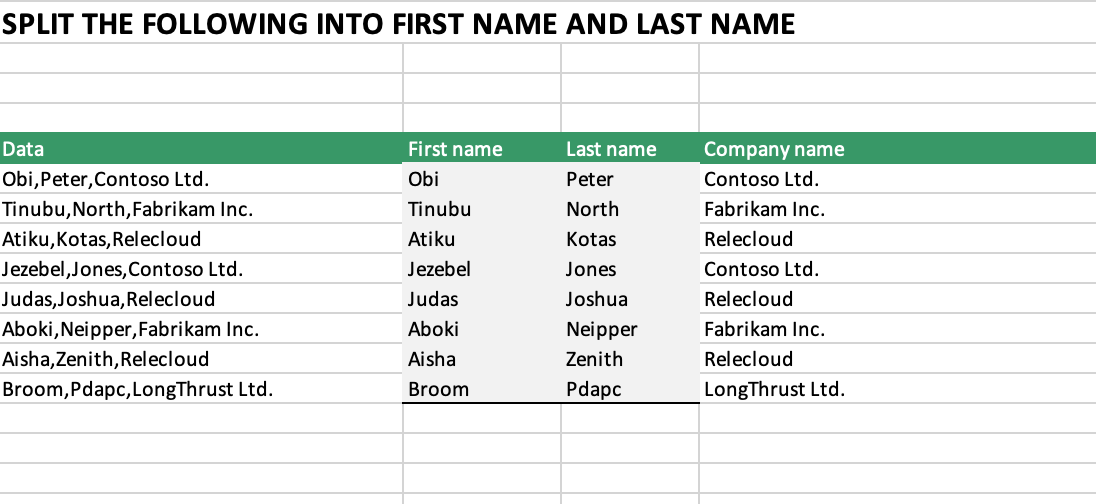 SPLIT THE FOLLOWING INTO FIRST NAME AND LAST NAME
Data First name Last name Company name
Obi,Peter,Contoso Ltd. Obi Peter Contoso Ltd.
Tinubu,North,Fabrikam Inc. Tinubu North Fabrikam Inc.
Atiku,Kotas,Relecloud Atiku Kotas Relecloud
Jezebel,Jones,Contoso Ltd. Jezebel Jones Contoso Ltd.
Judas,Joshua,Relecloud Judas Joshua Relecloud
Aboki,Neipper,Fabrikam Inc. Aboki Neipper Fabrikam Inc.
Aisha,Zenith,Relecloud Aisha Zenith Relecloud
Broom,Pdapc,LongThrust Ltd. Broom Pdapc LongThrust Ltd.